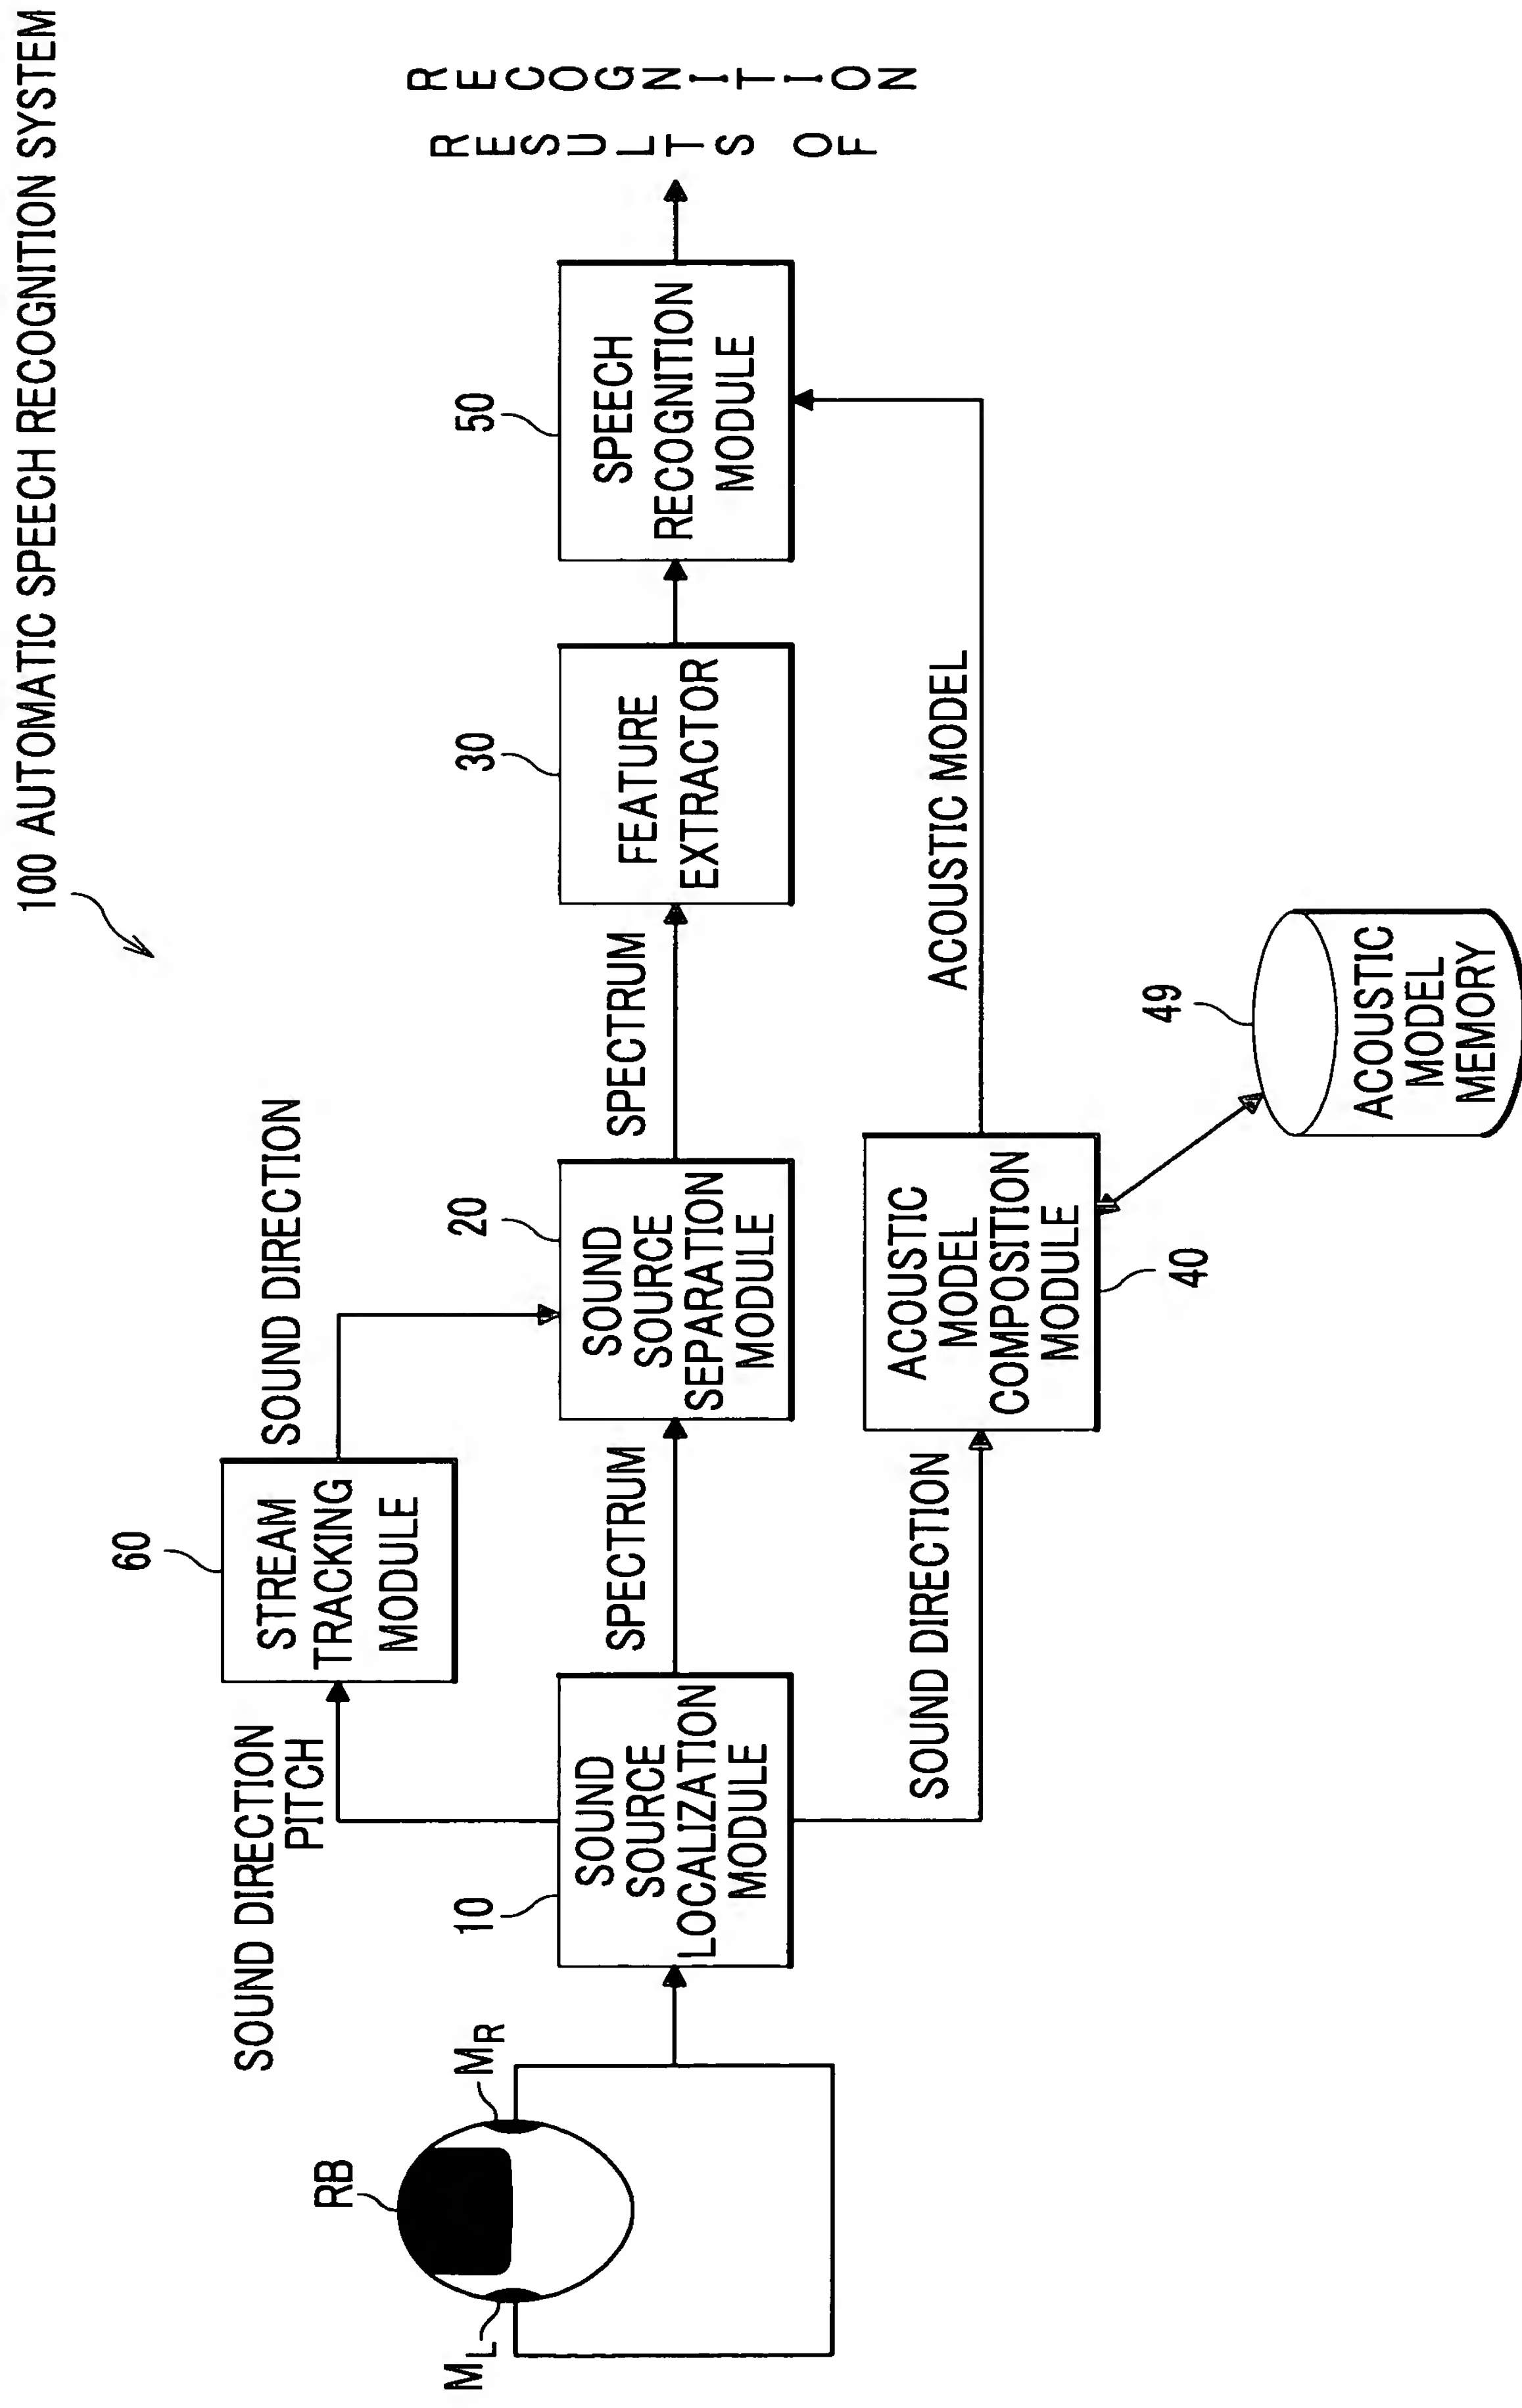 100 AUTOMATIC SPEECH RECOGNITION SYSTEM
60
STREAM
TRACKING
MODULE
SOUND DIRECTION
PITCH
SOUND DIRECTION
RB
ML
MR
10
SOUND
SOURCE
LOCALIZATION
MODULE
SPECTRUM
20
SOUND
SOURCE
SEPARATION
MODULE
SPECTRUM
30
FEATURE
EXTRACTOR
50
SPEECH
RECOGNITION
MODULE
RESULTS OF
RECOGNITION
SOUND DIRECTION
ACOUSTIC
MODEL
COMPOSITION
MODULE
40
ACOUSTIC MODEL
49
ACOUSTIC
MODEL
MEMORY